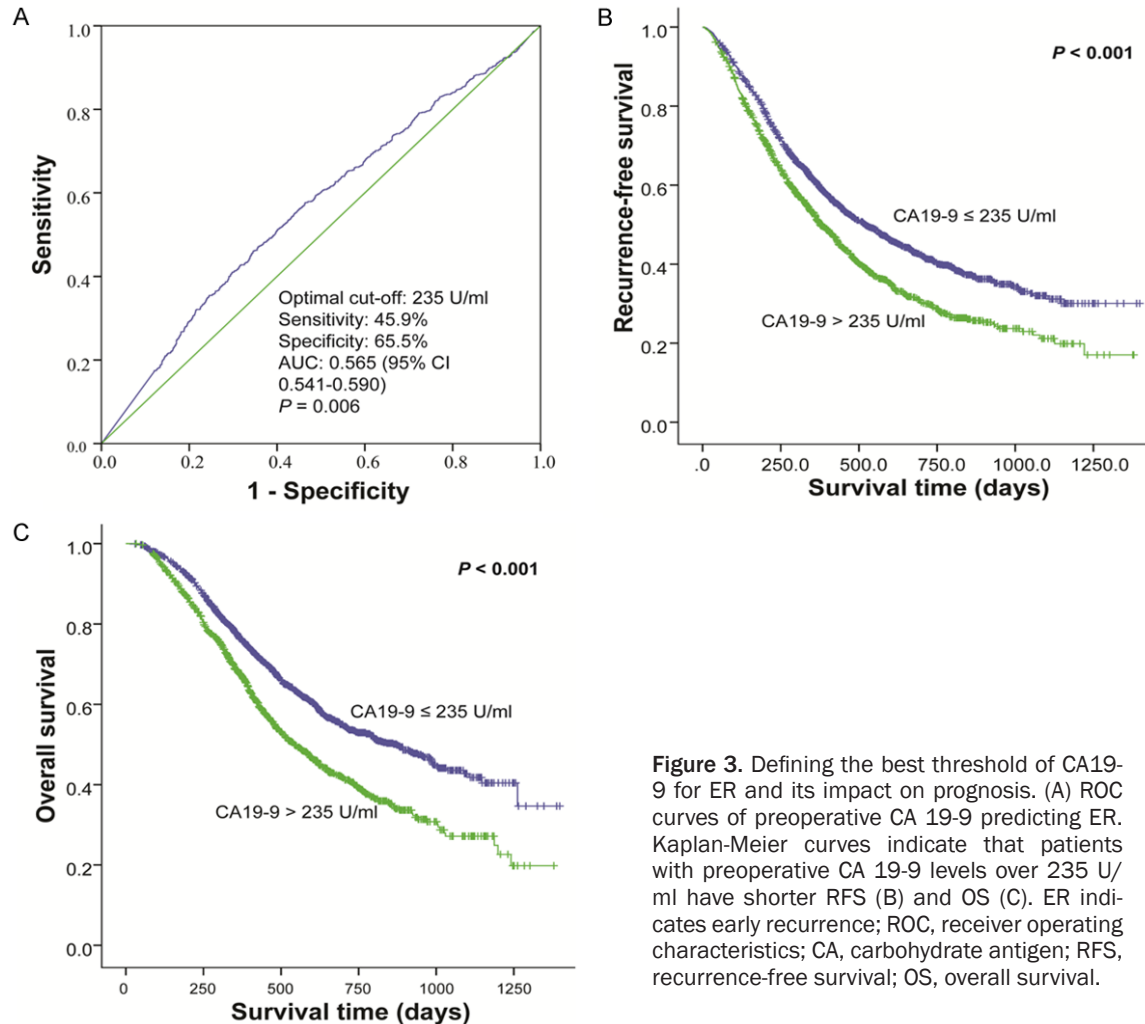 A
Sensitivity
1.0
0.8
0.6
0.4
0.2
0.0
0.0 0.2 0.4 0.6 0.8 1.0
1 - Specificity
Optimal cut-off: 235 U/ml
Sensitivity: 45.9%
Specificity: 65.5%
AUC: 0.565 (95% CI
0.541-0.590)
P = 0.006
B
Recurrence-free survival
1.0
0.8
0.6
0.4
0.2
0.0
P < 0.001
CA19-9 ≤ 235 U/ml
CA19-9 > 235 U/ml
.0 250.0 500.0 750.0 1000.0 1250.0
Survival time (days)
C
Overall survival
1.0
0.8
0.6
0.4
0.2
0.0
P < 0.001
CA19-9 ≤ 235 U/ml
CA19-9 > 235 U/ml
0 250 500 750 1000 1250
Survival time (days)
Figure 3. Defining the best threshold of CA19-
9 for ER and its impact on prognosis. (A) ROC
curves of preoperative CA 19-9 predicting ER.
Kaplan-Meier curves indicate that patients
with preoperative CA 19-9 levels over 235 U/
ml have shorter RFS (B) and OS (C). ER indi-
cates early recurrence; ROC, receiver operating
characteristics; CA, carbohydrate antigen; RFS,
recurrence-free survival; OS, overall survival.